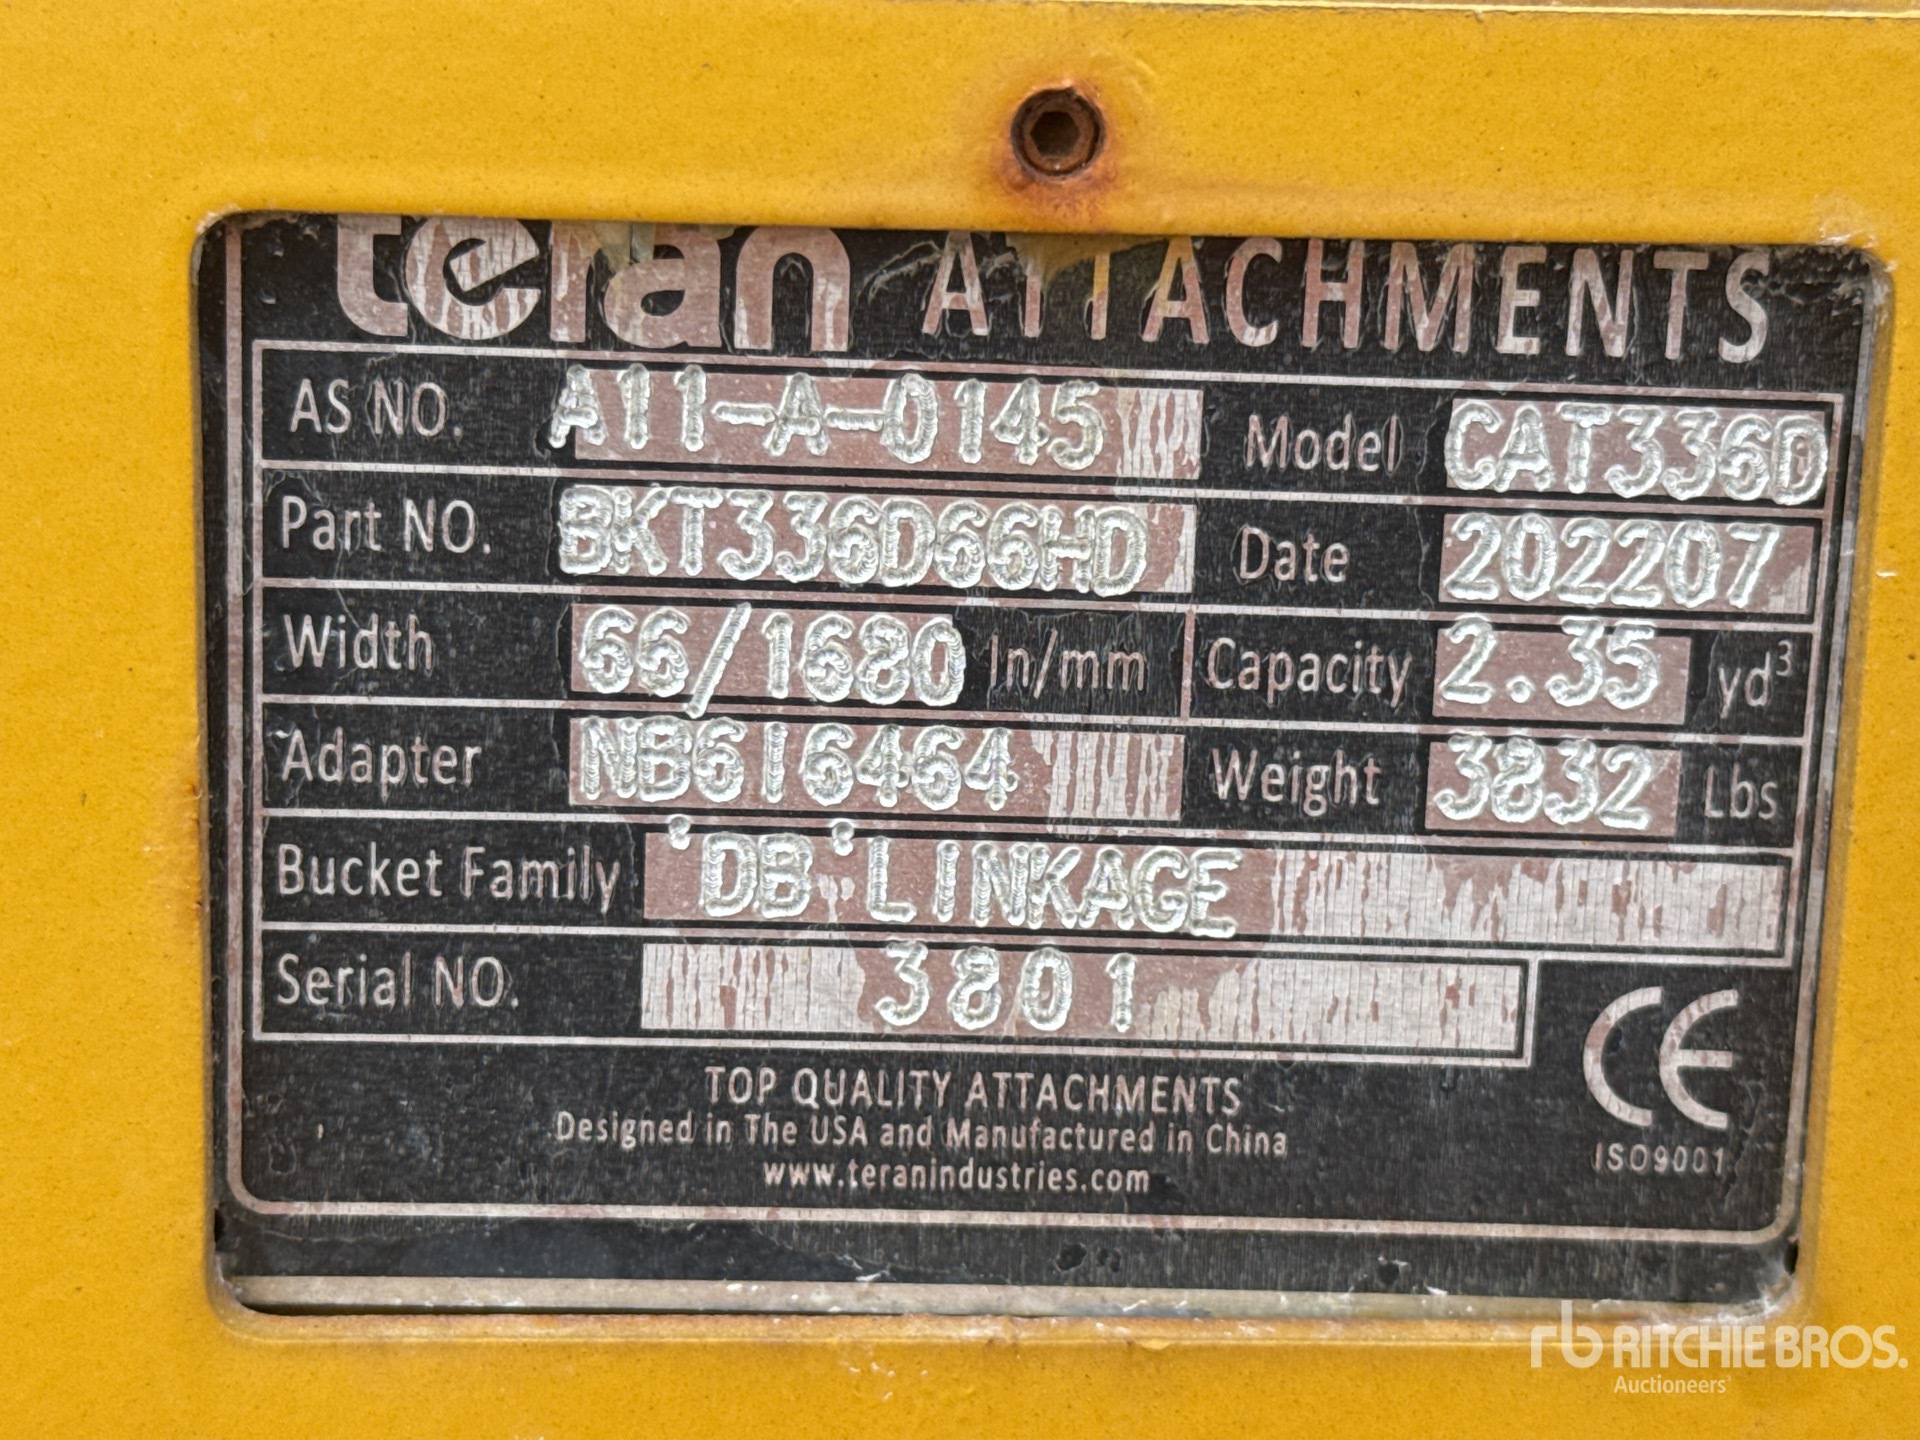 teran ATTACHMENTS
AS NO. A11-A-0145 Model CAT336D
Part NO. BKT336D66HD Date 202207
Width 66/1680 In/mm Capacity 2.35 yd³
Adapter NB616464 Weight 3832 Lbs
Bucket Family 'DB'LINKAGE
Serial NO. 3801
CE
TOP QUALITY ATTACHMENTS
Designed in The USA and Manufactured in China
ISO9001
www.teranindustries.com
rb RITCHIE BROS.
Auctioneers